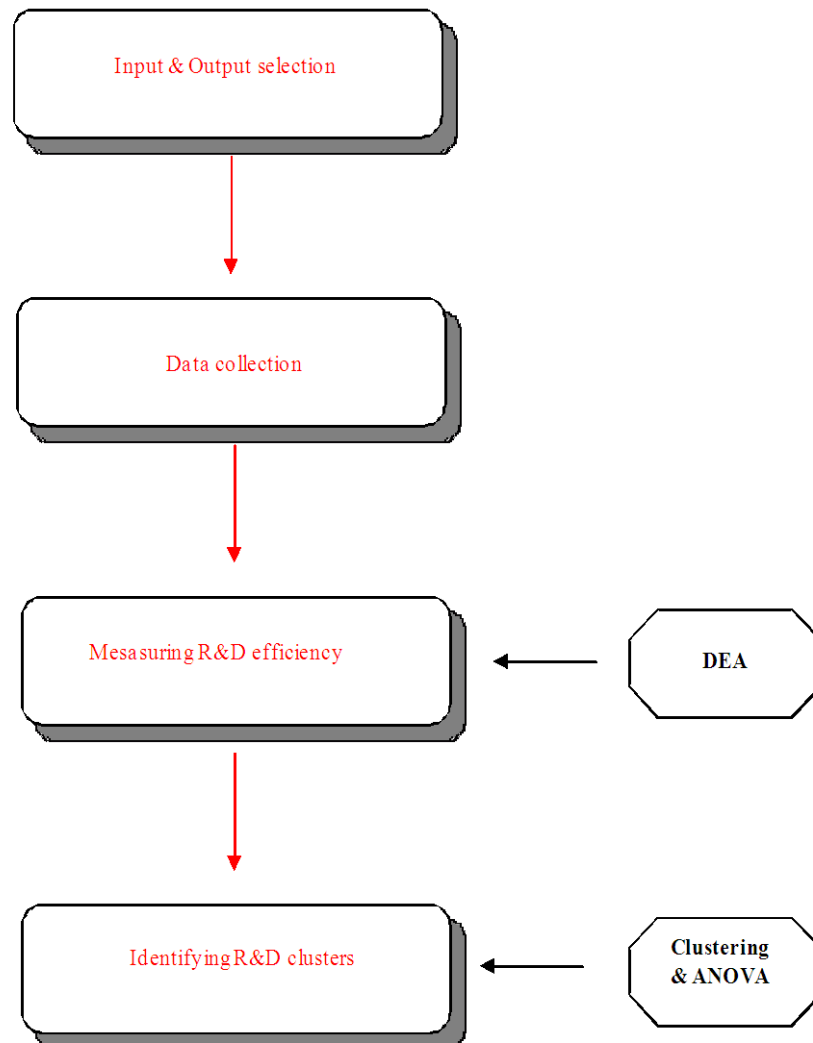 Input & Output selection
Data collection
Mesasuring R&D efficiency
DEA
Identifying R&D clusters
Clustering
& ANOVA